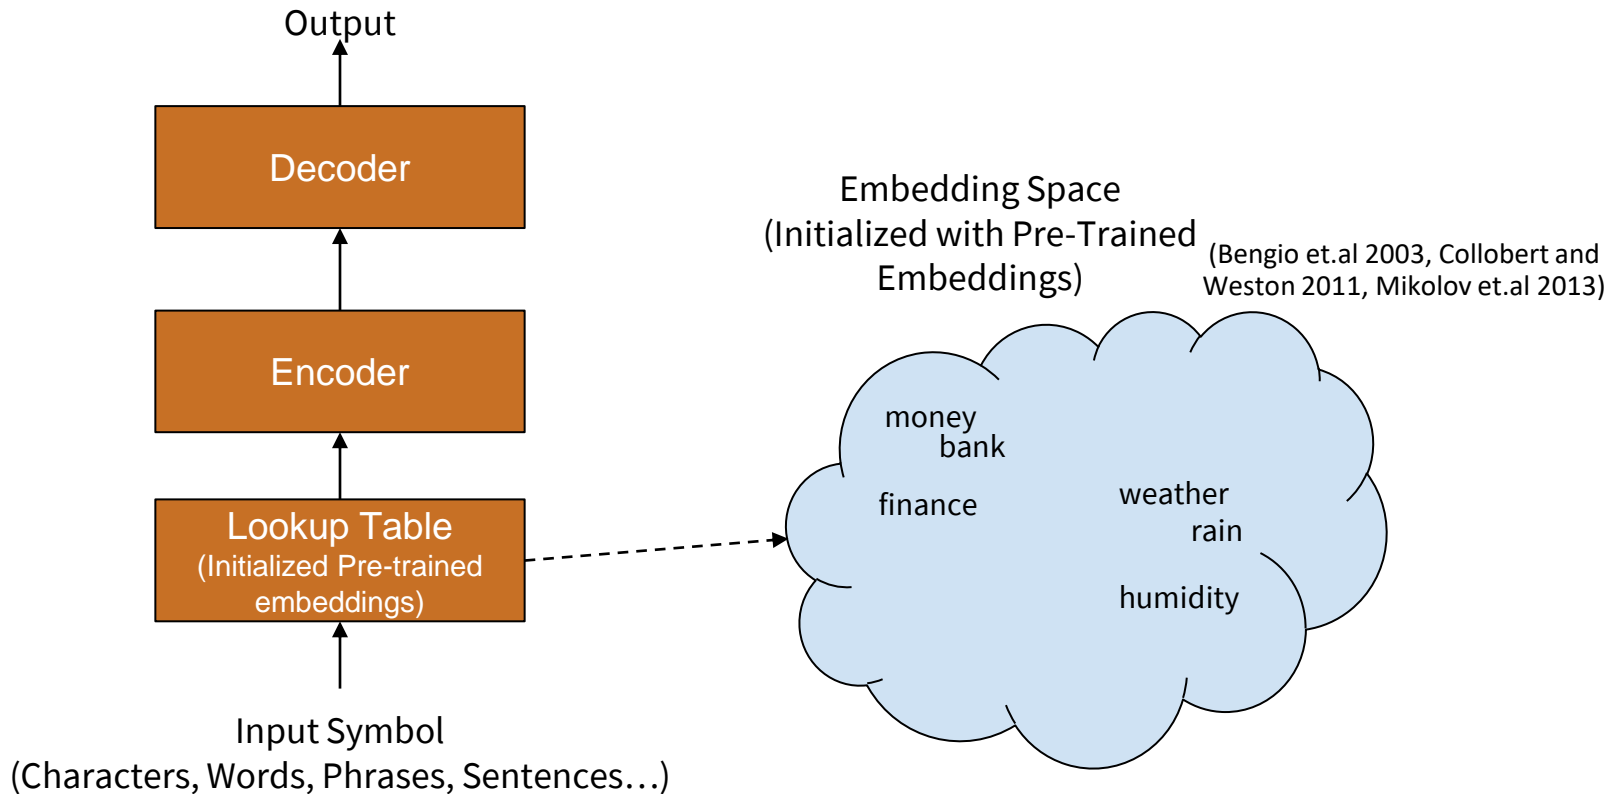 Output
Decoder
Encoder
Lookup Table
(Initialized Pre-trained
embeddings)
Input Symbol
(Characters, Words, Phrases, Sentences…)
Embedding Space
(Initialized with Pre-Trained
Embeddings)
(Bengio et.al 2003, Collobert and
Weston 2011, Mikolov et.al 2013)
money
bank
finance
weather
rain
humidity